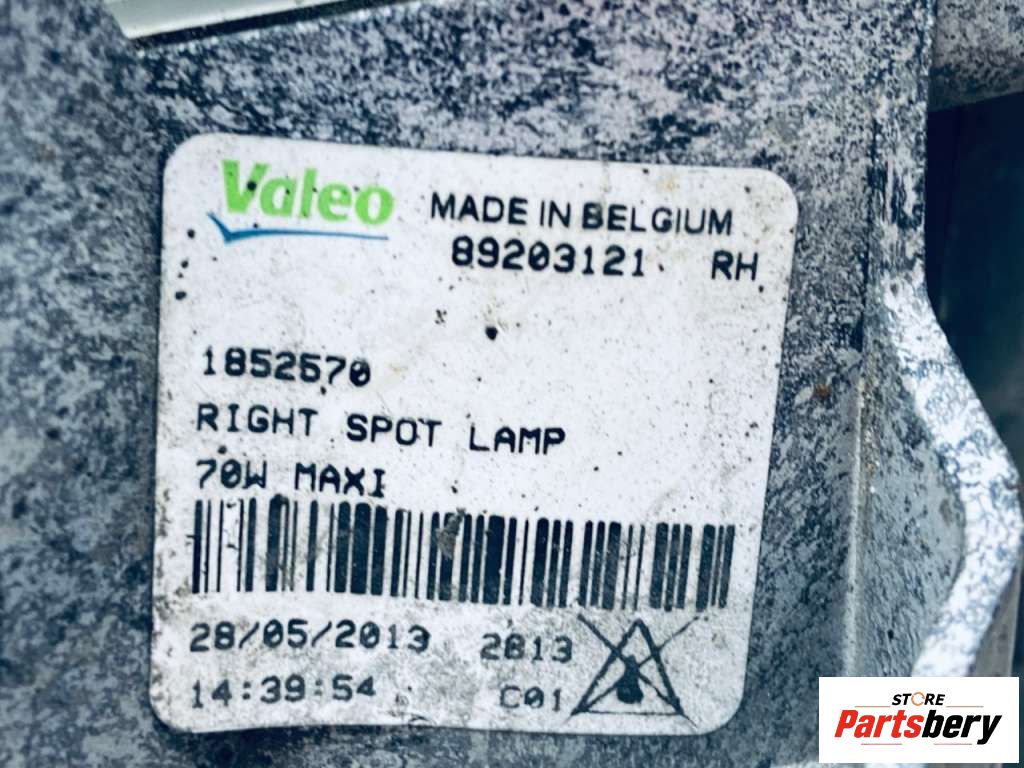 Valeo MADE IN BELGIUM
89203121 RH
1852570
RIGHT SPOT LAMP
70W MAXI
28/05/2013 2813
14:39:54 C01
STORE
Partsbery